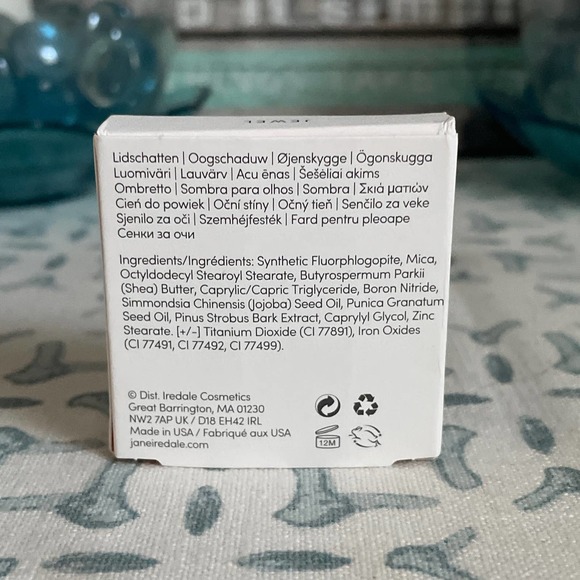 JEWEL
Lidschatten | Oogschaduw | Øjenskygge | Ögonskugga
Luomiväri | Lauvärv | Acu ēnas | Šešėliai akims
Ombretto | Sombra para olhos | Sombra | Σκιά ματιών
Cień do powiek | Oční stíny | Očný tieň | Senčilo za veke
Sjenilo za oči | Szemhéjfesték | Fard pentru pleoape
Сенки за очи
Ingredients/Ingrédients: Synthetic Fluorphlogopite, Mica,
Octyldodecyl Stearoyl Stearate, Butyrospermum Parkii
(Shea) Butter, Caprylic/Capric Triglyceride, Boron Nitride,
Simmondsia Chinensis (Jojoba) Seed Oil, Punica Granatum
Seed Oil, Pinus Strobus Bark Extract, Caprylyl Glycol, Zinc
Stearate. [+/-] Titanium Dioxide (CI 77891), Iron Oxides
(CI 77491, CI 77492, CI 77499).
© Dist. Iredale Cosmetics
Great Barrington, MA 01230
NW2 7AP UK / D18 EH42 IRL
Made in USA / Fabriqué aux USA
janeiredale.com
12M